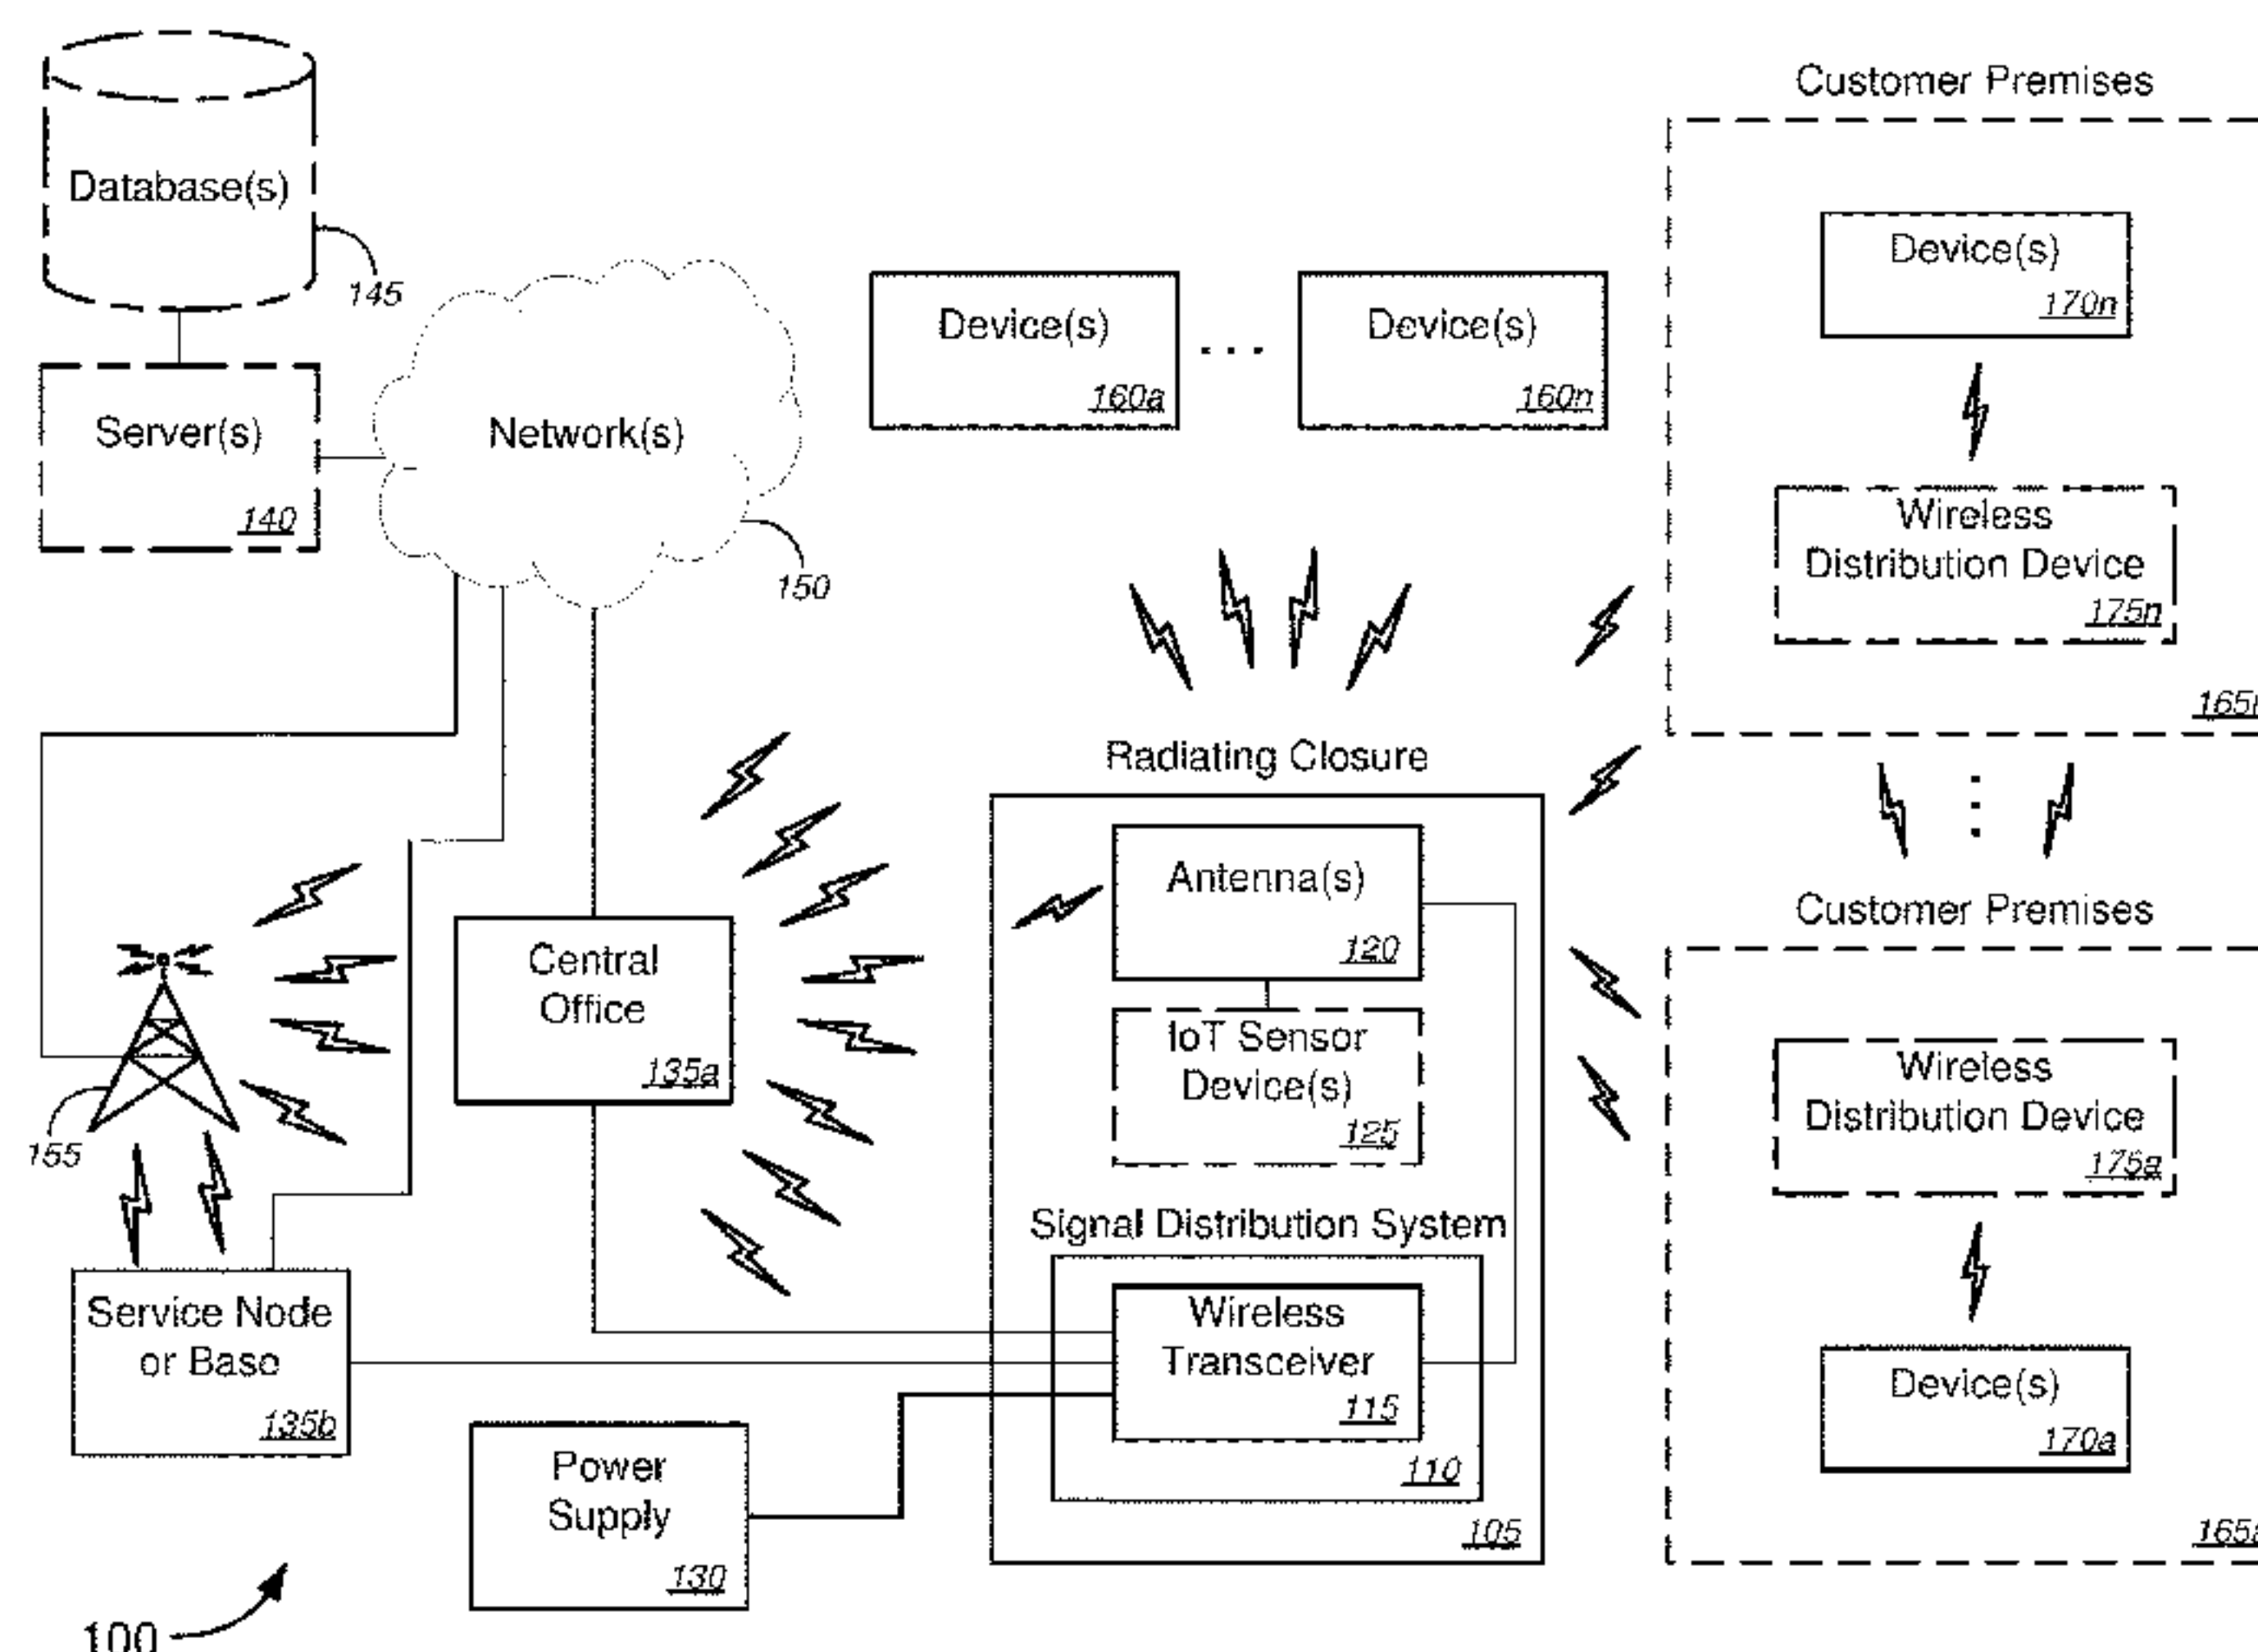 Database(s)
145
Server(s)
140
Network(s)
150
Device(s)
160a
. . .
Device(s)
160n
Customer Premises
Device(s)
170n
Wireless
Distribution Device
175n
Customer Premises
Wireless
Distribution Device
175a
Device(s)
170a
Radiating Closure
Antenna(s)
120
IoT Sensor
Device(s)
125
Signal Distribution System
Wireless
Transceiver
115
110
105
Central
Office
135a
155
Service Node
or Base
135b
Power
Supply
130
100